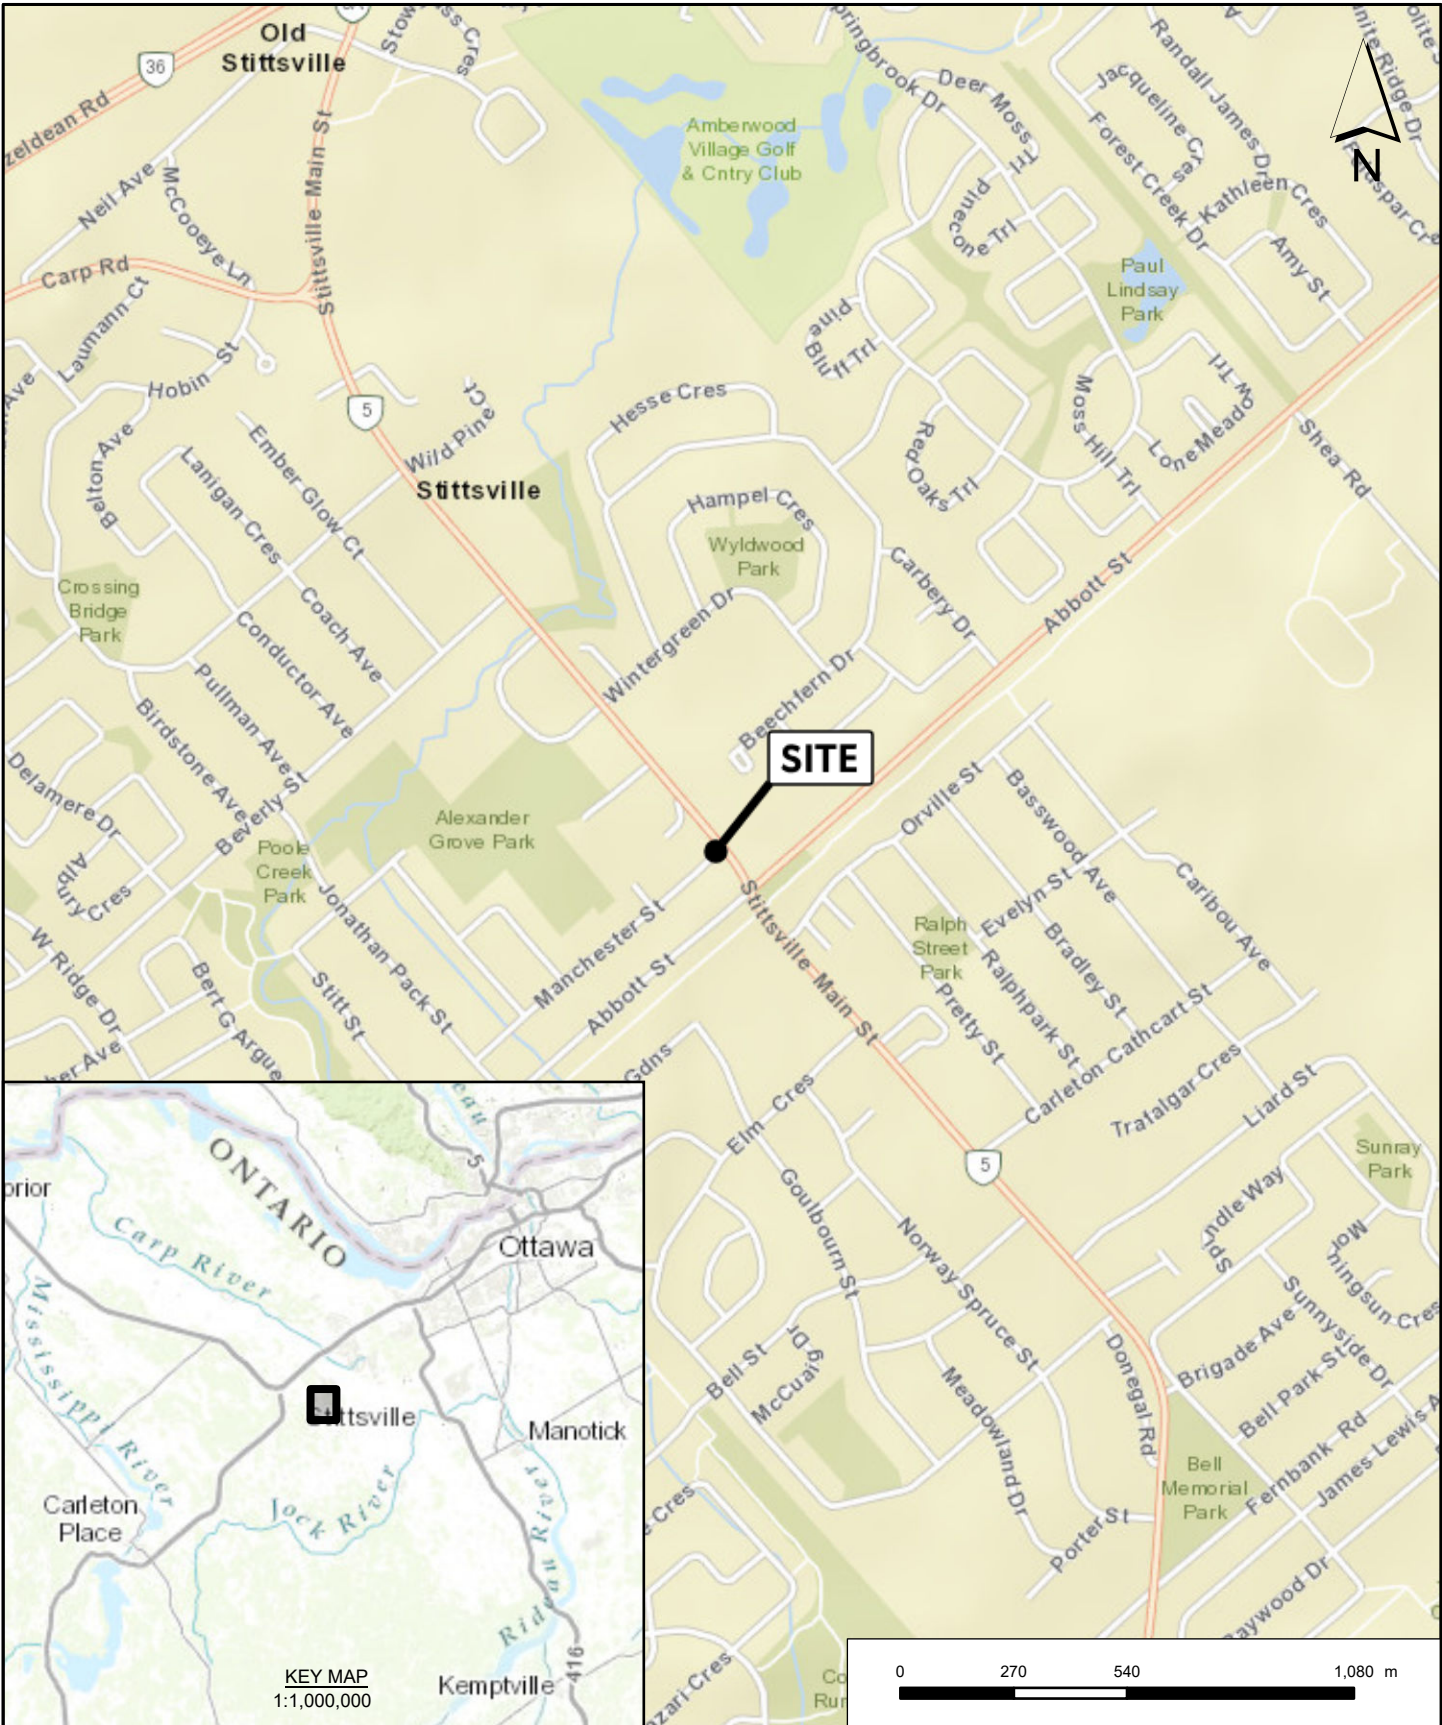 Old
Stittsville
36
Neil Ave
McCooeye Ln
Stittsville Main St
Carp Rd
Laumann Ct
Hobin St
Belton Ave
Lanigan Cres
Ember Glow Ct
5
Wild Pine Ct
Stittsville
Amberwood
Village Golf
& Cntry Club
Deer Moss Trl
Pinecone Trl
Jacqueline Cres
Randall James Dr
Forest Creek Dr
Kathleen Cres
Amy St
N
Paul
Lindsay
Park
Pine Bluff Trl
Hesse Cres
Hampel Cres
Wyldwood
Park
Red Oaks Trl
Moss Hill Trl
Lone Meadow Trl
Shea Rd
Carbery Dr
Abbott St
Wintergreen Dr
Beechfern Dr
Crossing
Bridge
Park
Coach Ave
Conductor Ave
Pullman Ave
Birdstone Ave
Beverly St
Delamere Dr
Albury Cres
Poole
Creek
Park
Alexander
Grove Park
SITE
Orville St
Basswood Ave
Evelyn St
Caribou Ave
Bradley St
Ralph
Street
Park
Ralphpark St
Pretty St
Carleton Cathcart St
Trafalgar Cres
Liard St
Manchester St
Abbott St
Stittsville Main St
Jonathan Pack St
Stitt St
Bert G Argue
W Ridge Dr
Gdns
Elm Cres
Goulbourn St
Norway Spruce St
5
Sunray
Park
Spindle Way
Morningsun Cres
Sunnyside Dr
Brigade Ave
Bell Park St
Fernbank Rd
James Lewis A
Donegal Rd
Bell
Memorial
Park
Bell St
McCuaig Dr
Meadowland Dr
Porter St
ONTARIO
Carp River
Mississippi River
5
Ottawa
Stittsville
Manotick
Jock River
Carleton
Place
Kemptville
416
KEY MAP
1:1,000,000
0 270 540 1,080 m